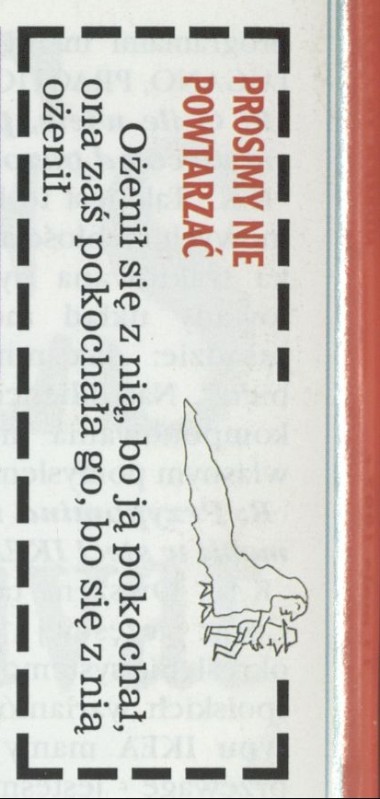 PROSIMY NIE
POWTARZAĆ
Ożenił się z nią, bo ją pokochał,
ona zaś pokochała go, bo się z nią
ożenił.